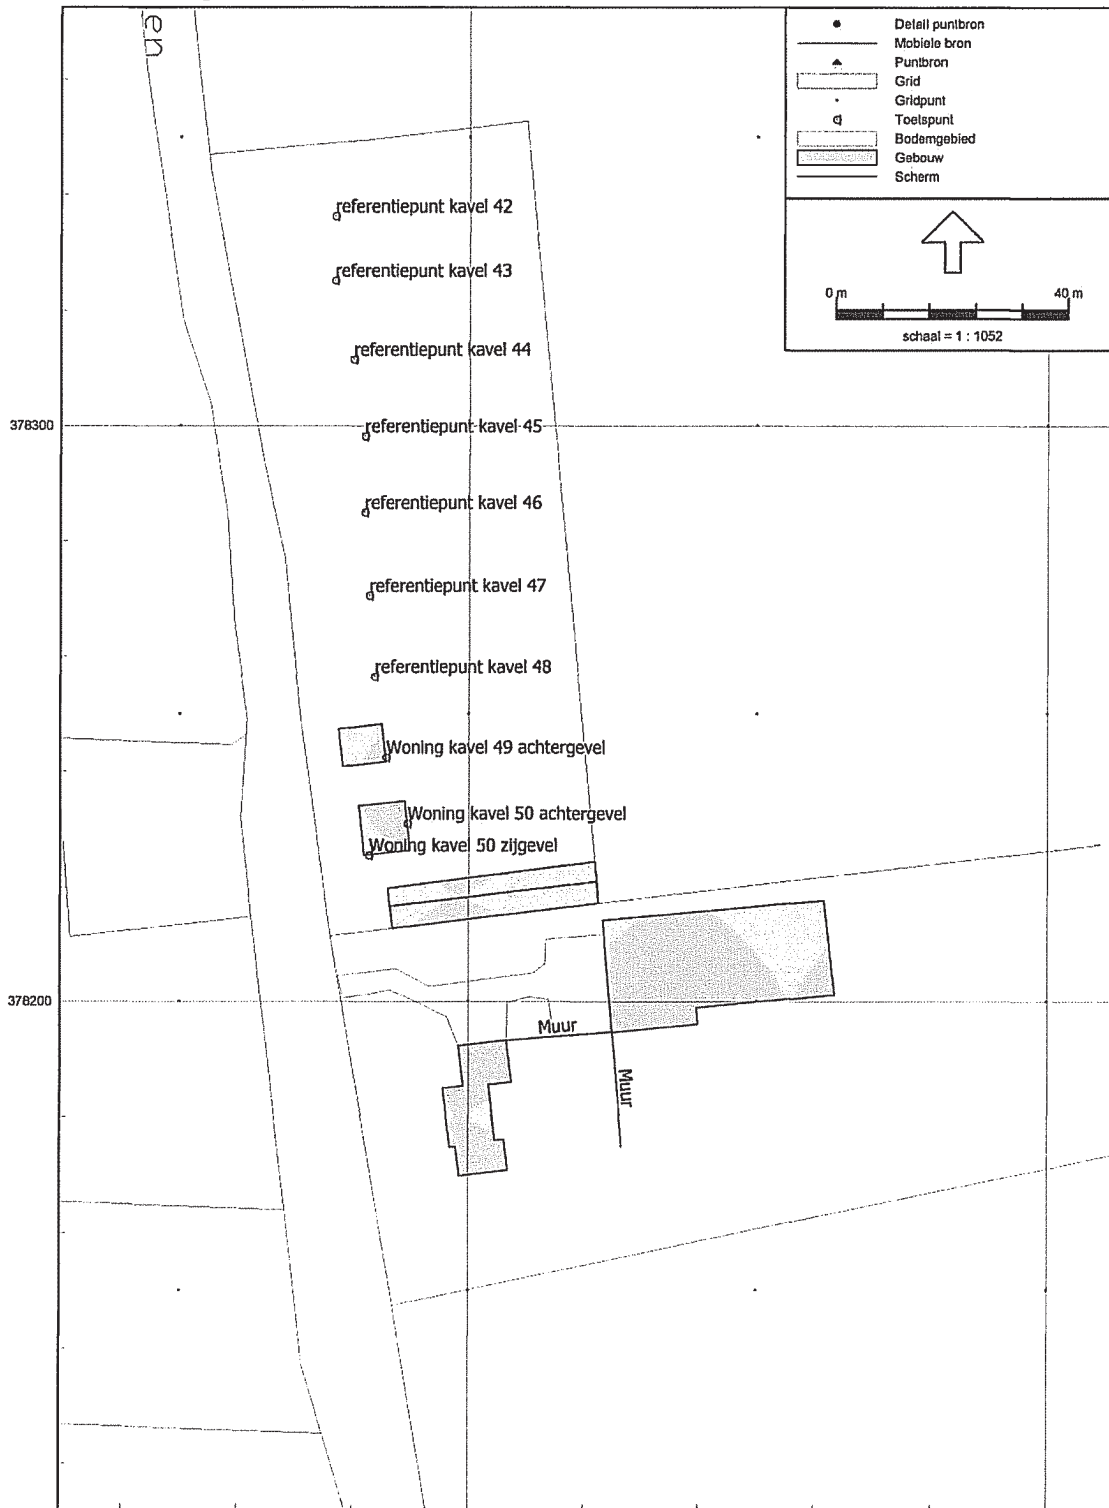 en
Detail puntbron
Mobiele bron
Puntbron
Grid
Gridpunt
Toetspunt
Bodemgebied
Gebouw
Scherm
0 m 40 m
schaal = 1 : 1052
referentiepunt kavel 42
referentiepunt kavel 43
referentiepunt kavel 44
378300
referentiepunt kavel 45
referentiepunt kavel 46
referentiepunt kavel 47
referentiepunt kavel 48
Woning kavel 49 achtergevel
Woning kavel 50 achtergevel
Woning kavel 50 zijgevel
378200
Muur
Muur